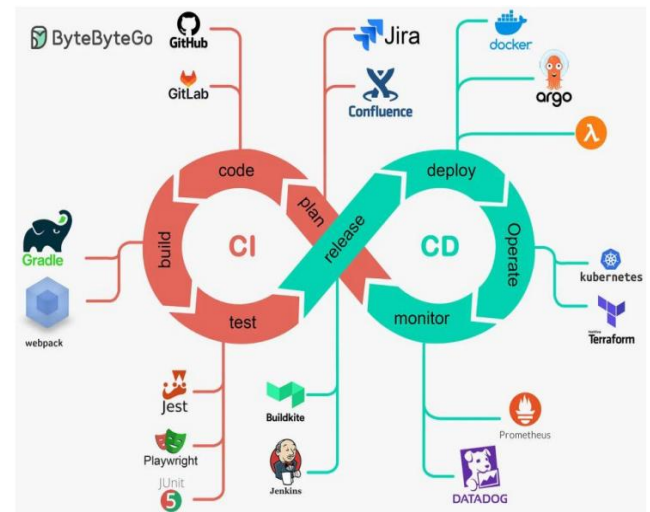 ByteByteGo
GitHub
GitLab
Jira
Confluence
docker
argo
λ
code
plan
release
deploy
build
CI
CD
Operate
test
monitor
Gradle
webpack
kubernetes
HashiCorp
Terraform
Jest
Playwright
JUnit
5
Buildkite
Jenkins
Prometheus
DATADOG